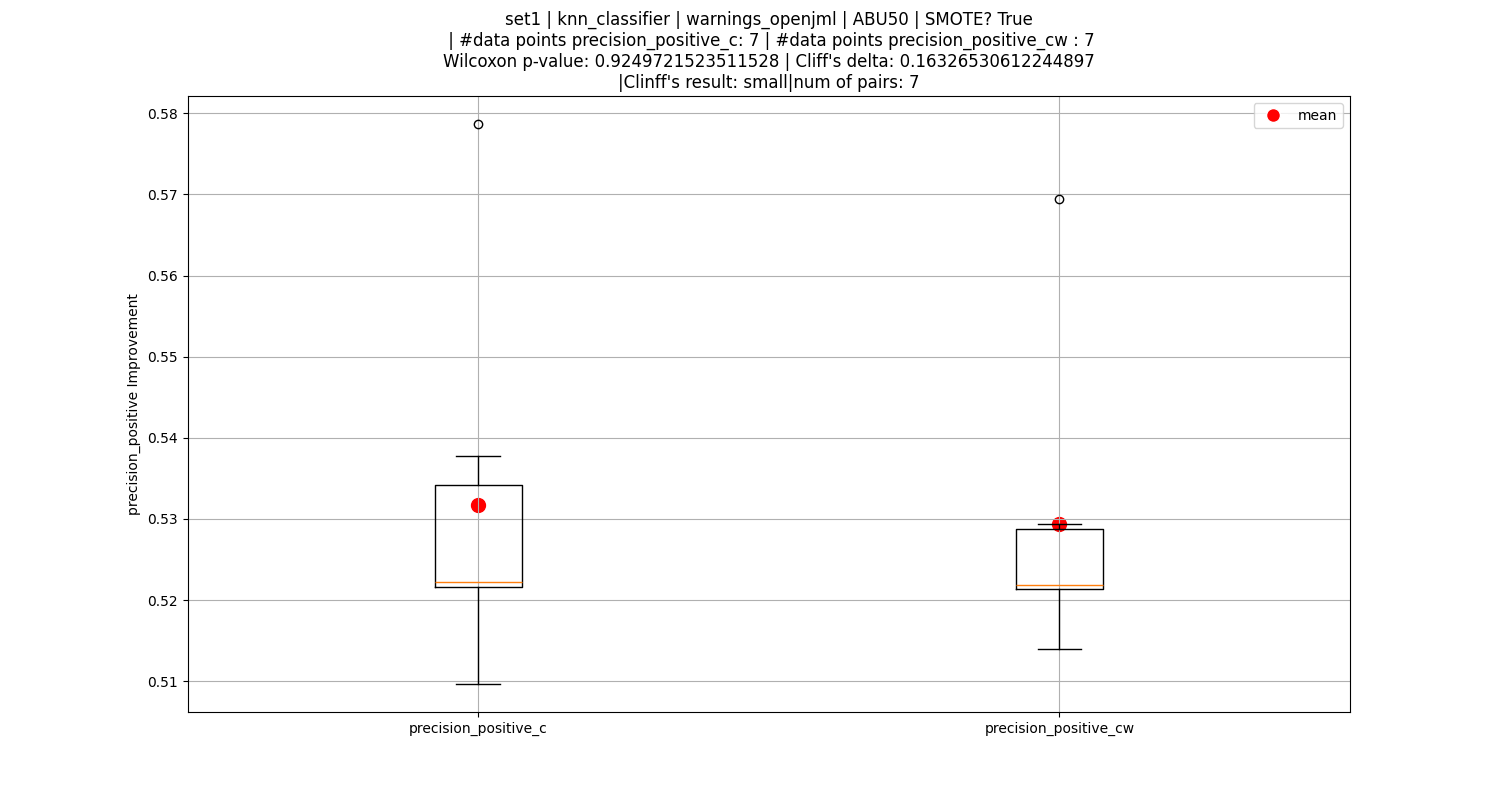 set1 | knn_classifier | warnings_openjml | ABU50 | SMOTE? True
| #data points precision_positive_c: 7 | #data points precision_positive_cw : 7
Wilcoxon p-value: 0.9249721523511528 | Cliff's delta: 0.16326530612244897
|Clinff's result: small|num of pairs: 7
mean
0.58
0.57
0.56
0.55
0.54
0.53
0.52
0.51
precision_positive Improvement
precision_positive_c
precision_positive_cw